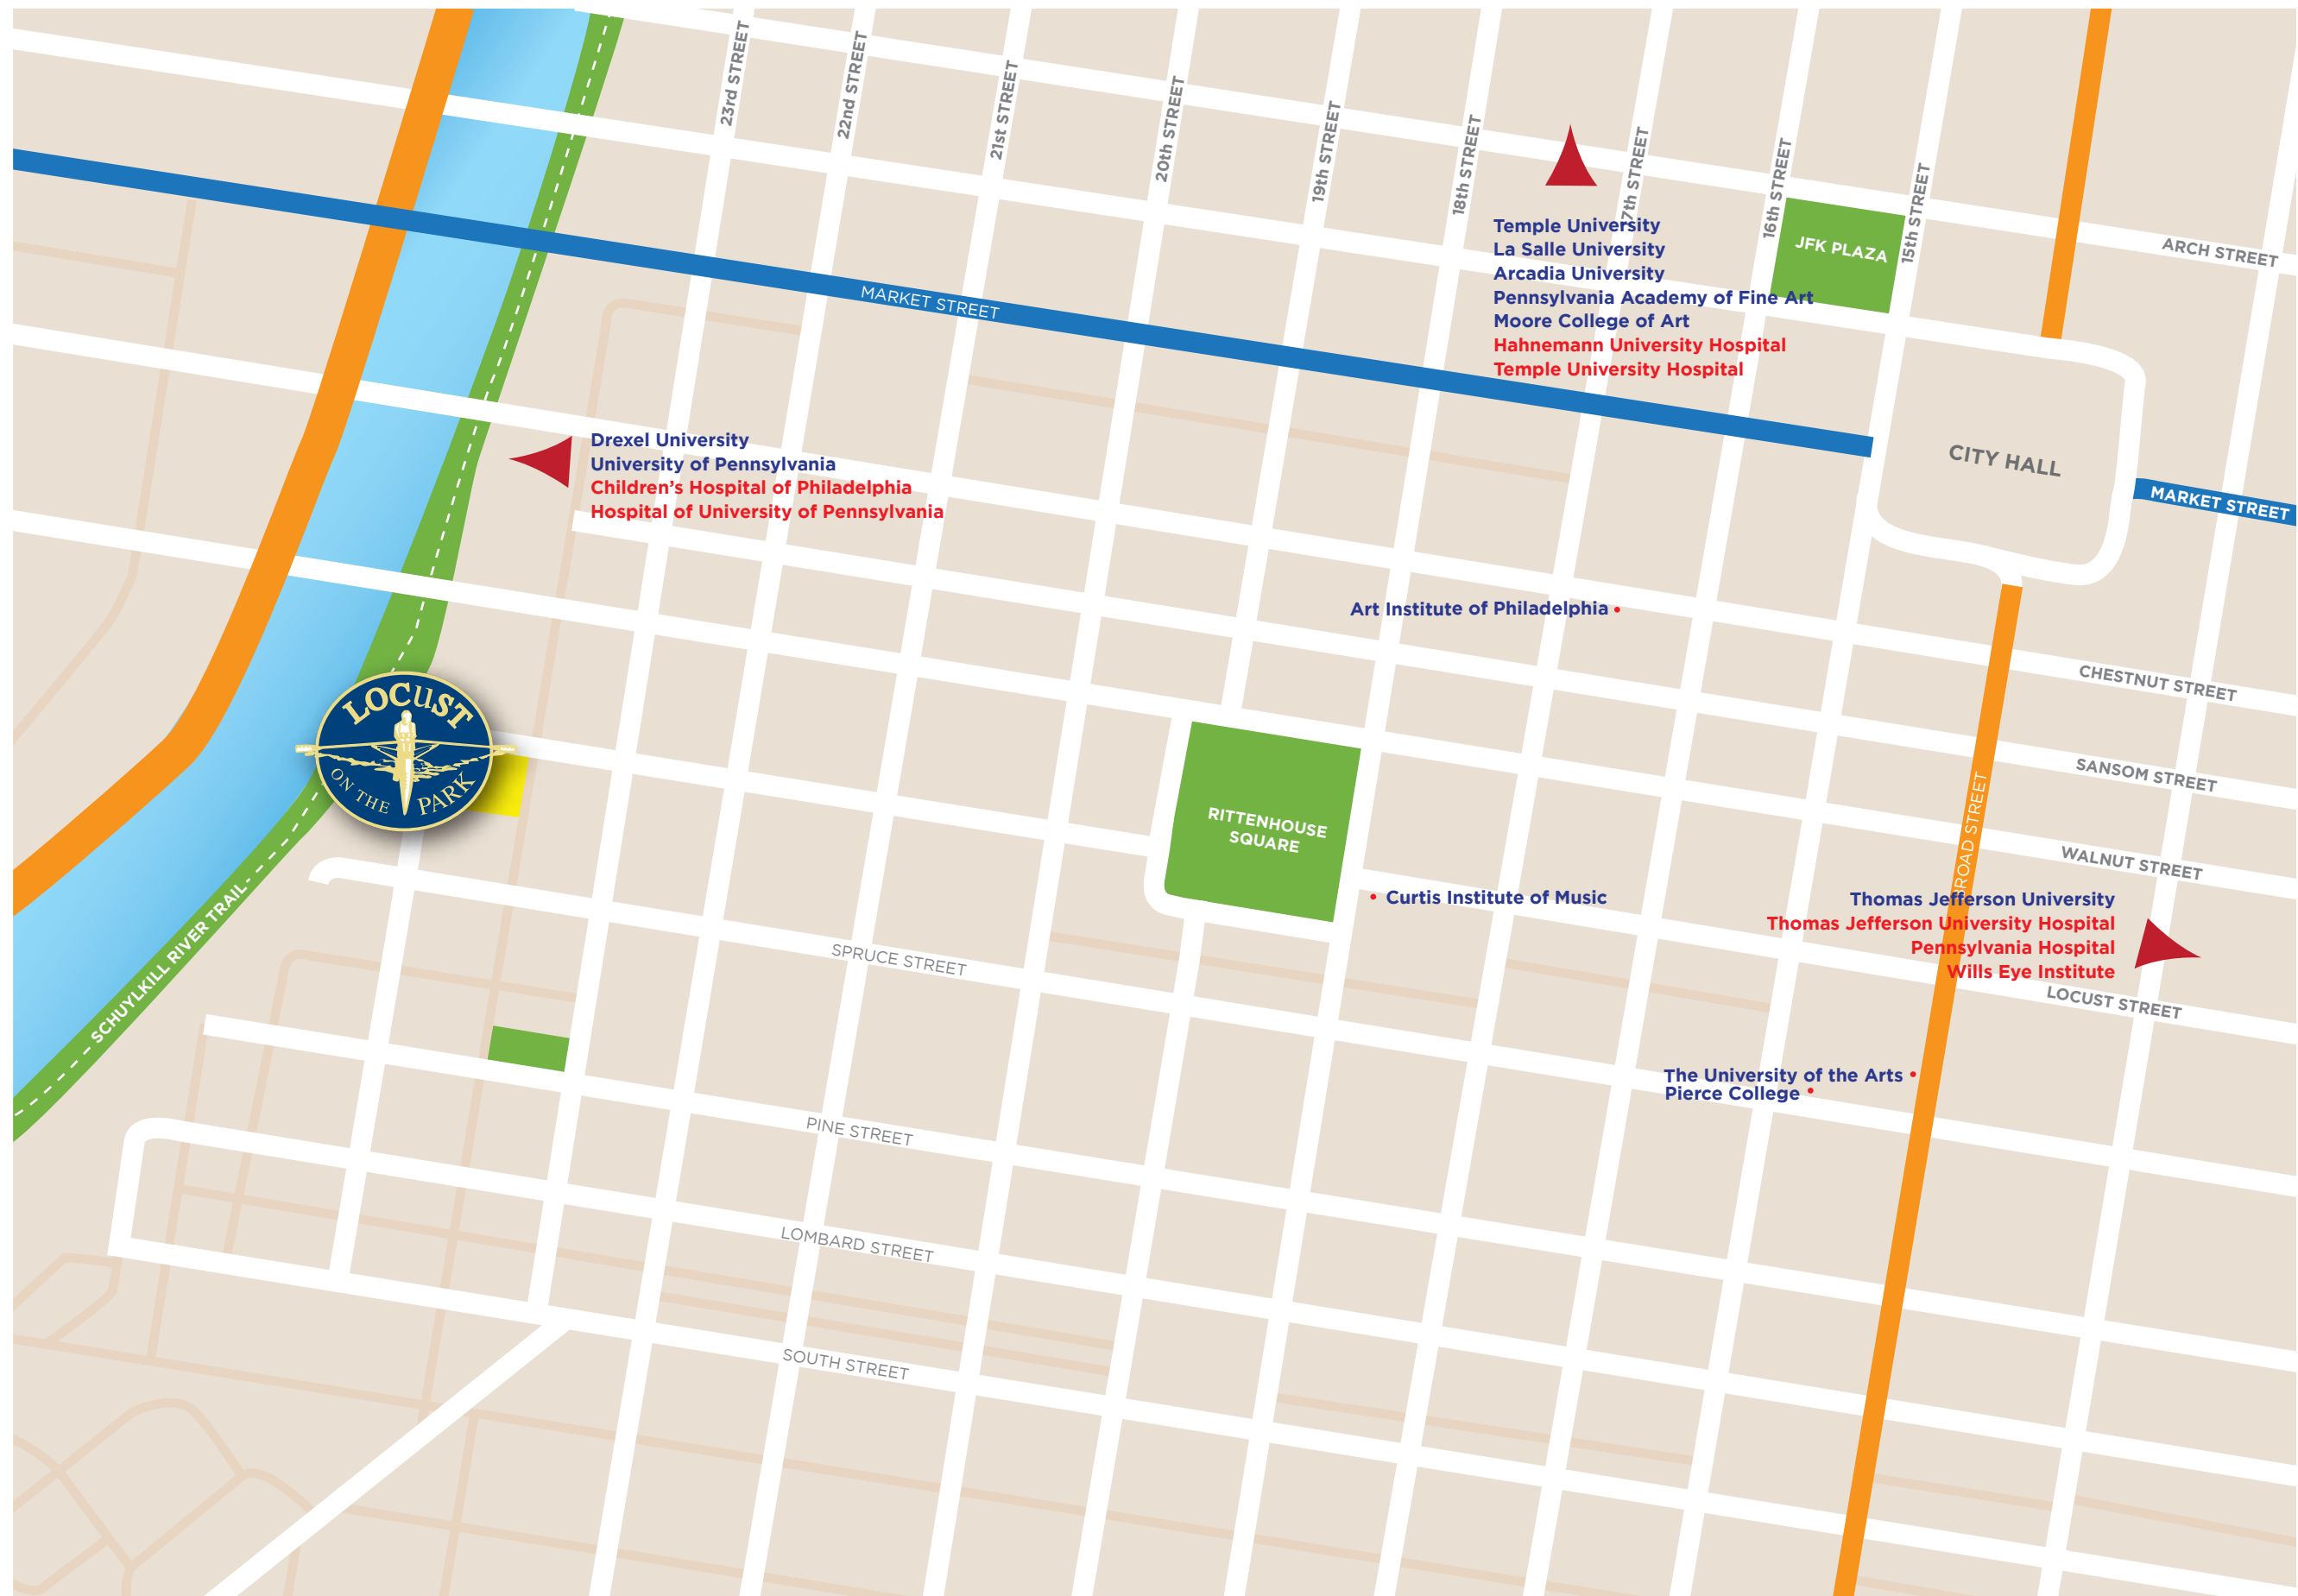 23rd STREET
22nd STREET
21st STREET
20th STREET
19th STREET
18th STREET
7th STREET
16th STREET
15th STREET
JFK PLAZA
ARCH STREET
Temple University
La Salle University
Arcadia University
Pennsylvania Academy of Fine Art
Moore College of Art
Hahnemann University Hospital
Temple University Hospital
MARKET STREET
Drexel University
University of Pennsylvania
Children’s Hospital of Philadelphia
Hospital of University of Pennsylvania
CITY HALL
MARKET STREET
Art Institute of Philadelphia
CHESTNUT STREET
LOCUST
ON THE PARK
SANSOM STREET
RITTENHOUSE
SQUARE
BROAD STREET
WALNUT STREET
Curtis Institute of Music
Thomas Jefferson University
Thomas Jefferson University Hospital
Pennsylvania Hospital
Wills Eye Institute
SCHUYLKILL RIVER TRAIL
SPRUCE STREET
LOCUST STREET
The University of the Arts
Pierce College
PINE STREET
LOMBARD STREET
SOUTH STREET